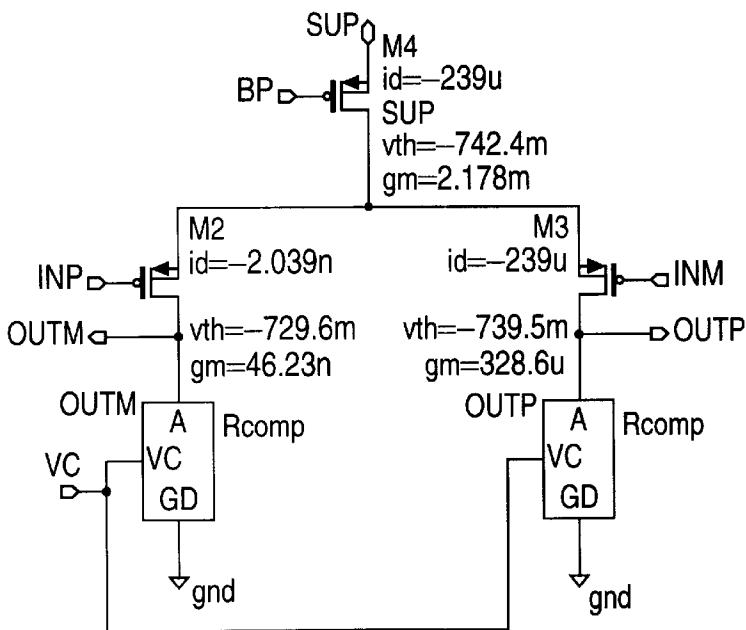 SUP
M4
id=–239u
BP
SUP
vth=–742.4m
gm=2.178m
M2
id=–2.039n
INP
OUTM
vth=–729.6m
gm=46.23n
M3
id=–239u
INM
vth=–739.5m
OUTP
gm=328.6u
OUTM
A
Rcomp
VC
VC
GD
gnd
OUTP
A
Rcomp
VC
GD
gnd